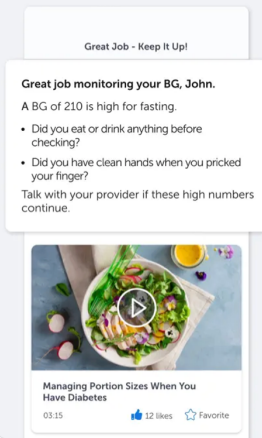 Great Job - Keep It Up!
Great job monitoring your BG, John.
A BG of 210 is high for fasting.
• Did you eat or drink anything before
checking?
• Did you have clean hands when you pricked
your finger?
Talk with your provider if these high numbers
continue.
Managing Portion Sizes When You
Have Diabetes
03:15 12 likes Favorite